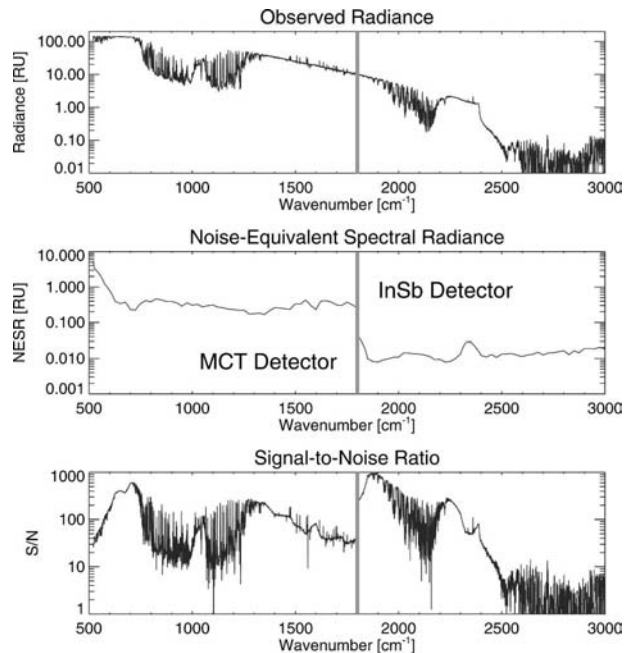 Observed Radiance
Radiance [RU]
100.00
10.00
1.00
0.10
0.01
500 1000 1500 2000 2500 3000
Wavenumber [cm-1]
Noise-Equivalent Spectral Radiance
NESR [RU]
10.000
1.000
0.100
0.010
0.001
InSb Detector
MCT Detector
500 1000 1500 2000 2500 3000
Wavenumber [cm-1]
Signal-to-Noise Ratio
S/N
1000
100
10
1
500 1000 1500 2000 2500 3000
Wavenumber [cm-1]